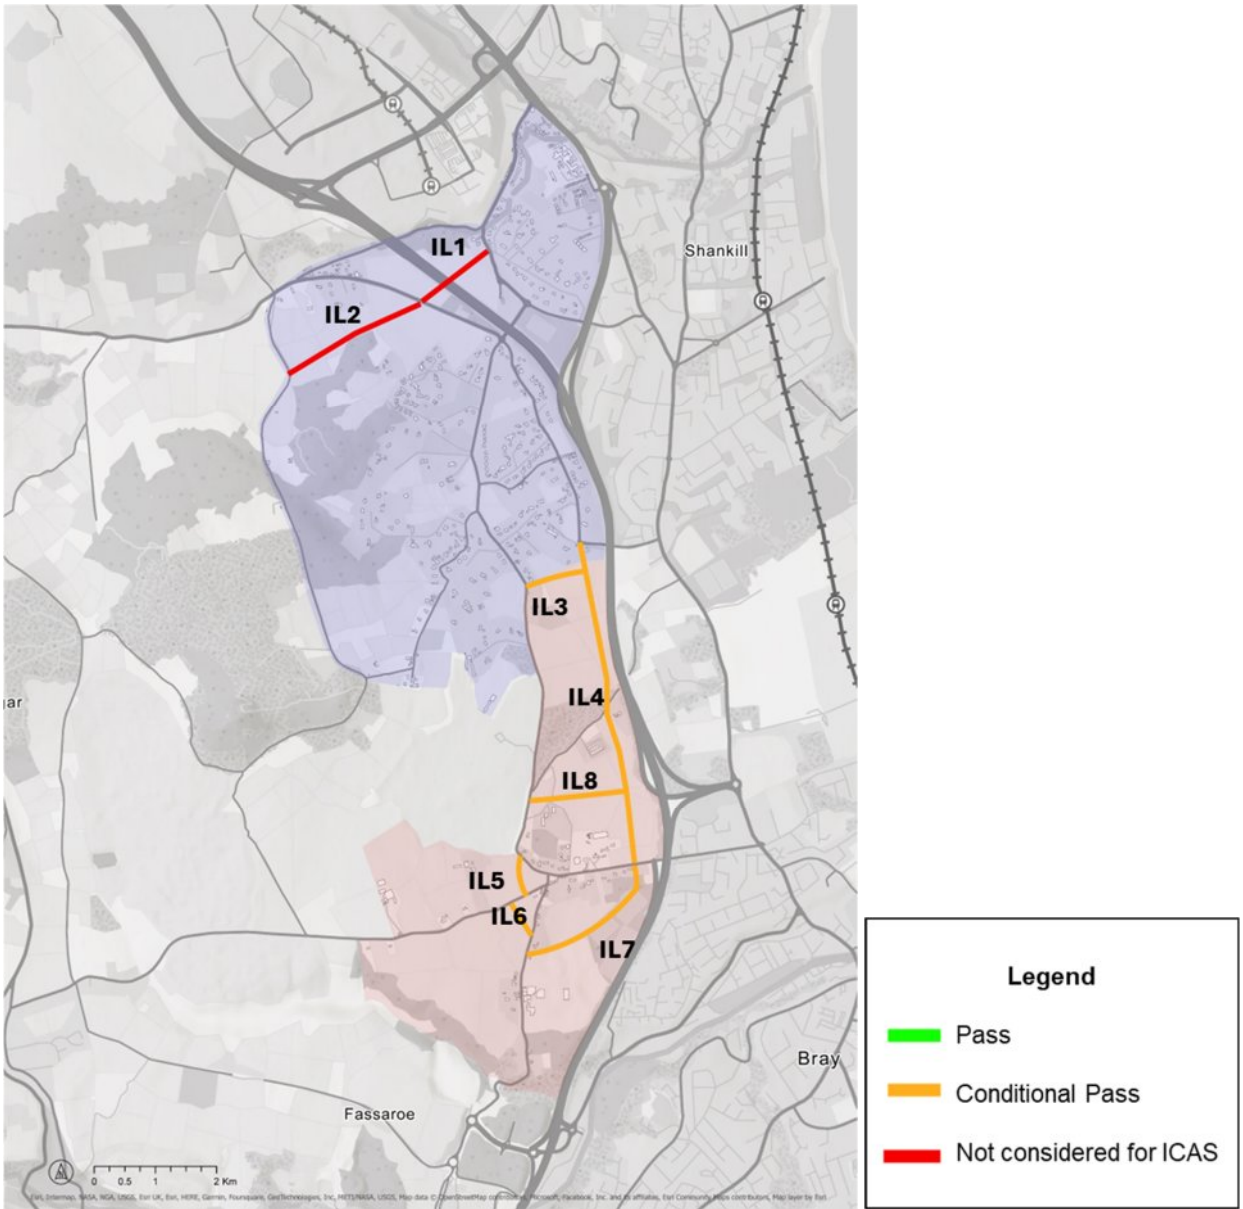 IL1
Shankill
IL2
IL3
IL4
IL8
IL5
IL6
IL7
Bray
Fassaroe
Legend
Pass
Conditional Pass
Not considered for ICAS
0 0.5 1 2 Km